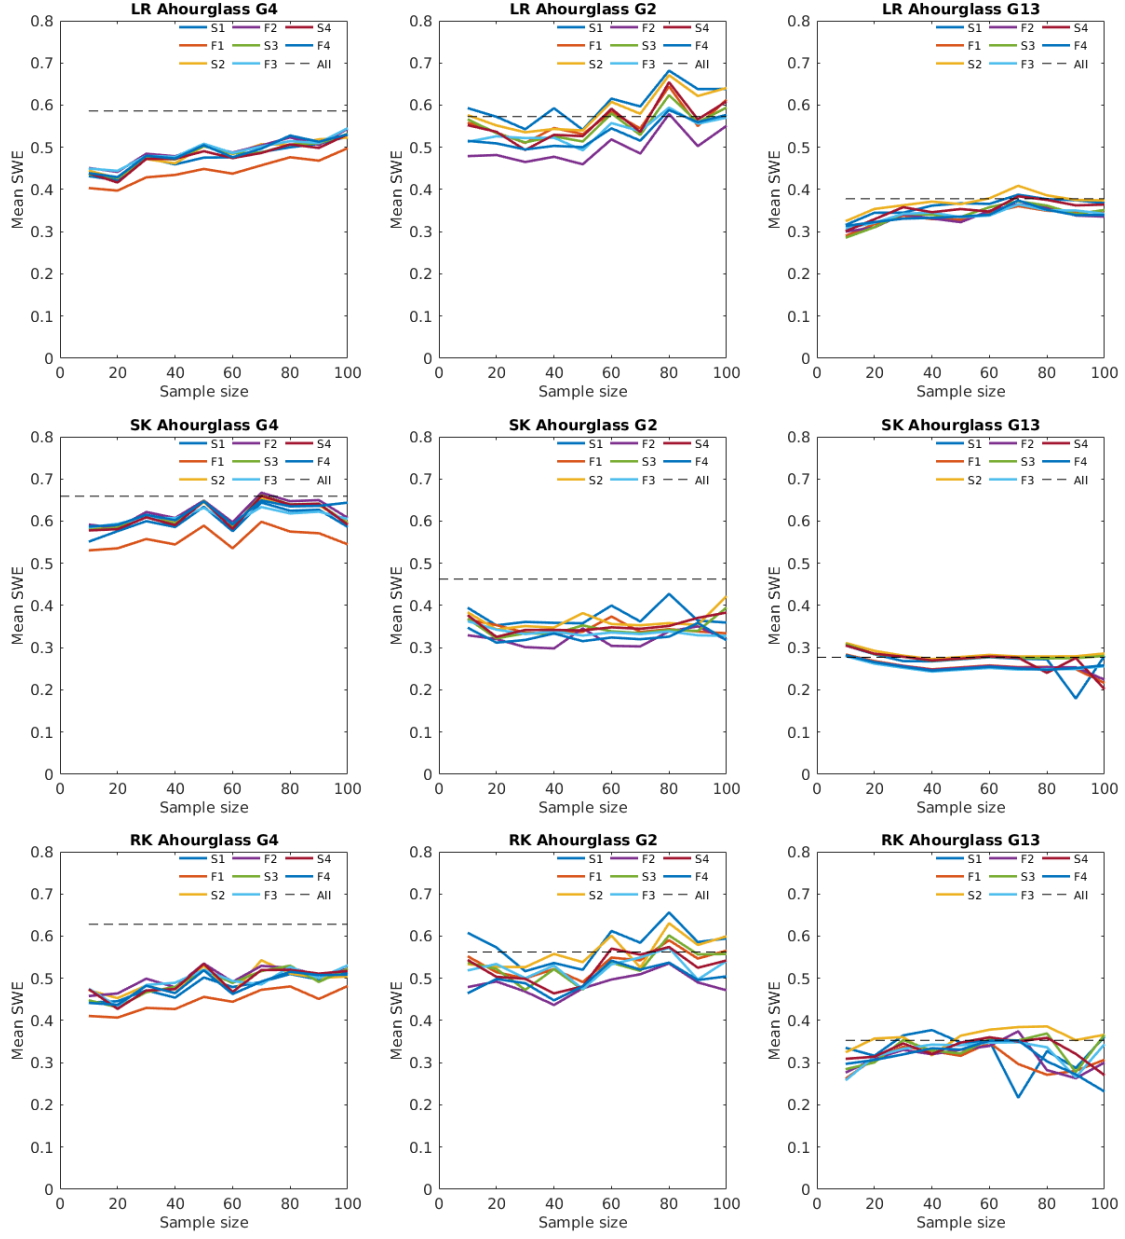 LR Ahourglass G4
S1 F2 S4
F1 S3 F4
S2 F3 All
0.8
0.7
0.6
0.5
0.4
0.3
0.2
0.1
0
Mean SWE
0 20 40 60 80 100
Sample size
LR Ahourglass G2
S1 F2 S4
F1 S3 F4
S2 F3 All
0.8
0.7
0.6
0.5
0.4
0.3
0.2
0.1
0
Mean SWE
0 20 40 60 80 100
Sample size
LR Ahourglass G13
S1 F2 S4
F1 S3 F4
S2 F3 All
0.8
0.7
0.6
0.5
0.4
0.3
0.2
0.1
0
Mean SWE
0 20 40 60 80 100
Sample size
SK Ahourglass G4
S1 F2 S4
F1 S3 F4
S2 F3 All
0.8
0.7
0.6
0.5
0.4
0.3
0.2
0.1
0
Mean SWE
0 20 40 60 80 100
Sample size
SK Ahourglass G2
S1 F2 S4
F1 S3 F4
S2 F3 All
0.8
0.7
0.6
0.5
0.4
0.3
0.2
0.1
0
Mean SWE
0 20 40 60 80 100
Sample size
SK Ahourglass G13
S1 F2 S4
F1 S3 F4
S2 F3 All
0.8
0.7
0.6
0.5
0.4
0.3
0.2
0.1
0
Mean SWE
0 20 40 60 80 100
Sample size
RK Ahourglass G4
S1 F2 S4
F1 S3 F4
S2 F3 All
0.8
0.7
0.6
0.5
0.4
0.3
0.2
0.1
0
Mean SWE
0 20 40 60 80 100
Sample size
RK Ahourglass G2
S1 F2 S4
F1 S3 F4
S2 F3 All
0.8
0.7
0.6
0.5
0.4
0.3
0.2
0.1
0
Mean SWE
0 20 40 60 80 100
Sample size
RK Ahourglass G13
S1 F2 S4
F1 S3 F4
S2 F3 All
0.8
0.7
0.6
0.5
0.4
0.3
0.2
0.1
0
Mean SWE
0 20 40 60 80 100
Sample size